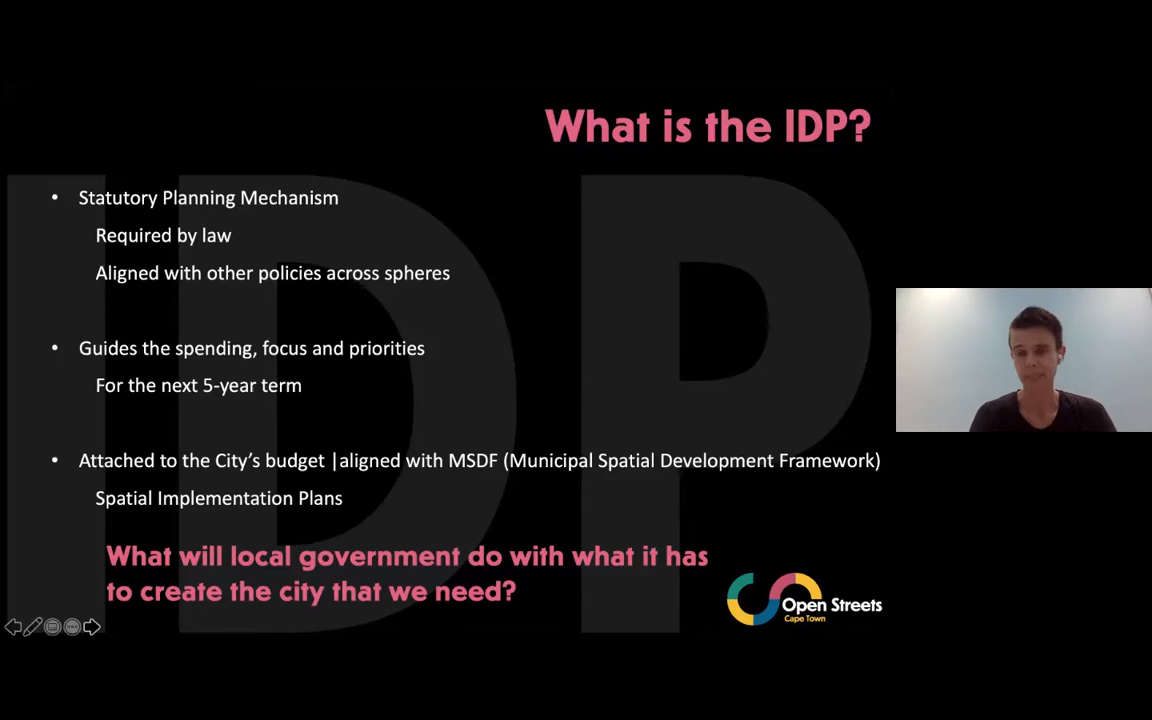 What is the IDP?
• Statutory Planning Mechanism
Required by law
Aligned with other policies across spheres
• Guides the spending, focus and priorities
For the next 5-year term
• Attached to the City’s budget |aligned with MSDF (Municipal Spatial Development Framework)
Spatial Implementation Plans
What will local government do with what it has
to create the city that we need?
Open Streets
Cape Town
IDP